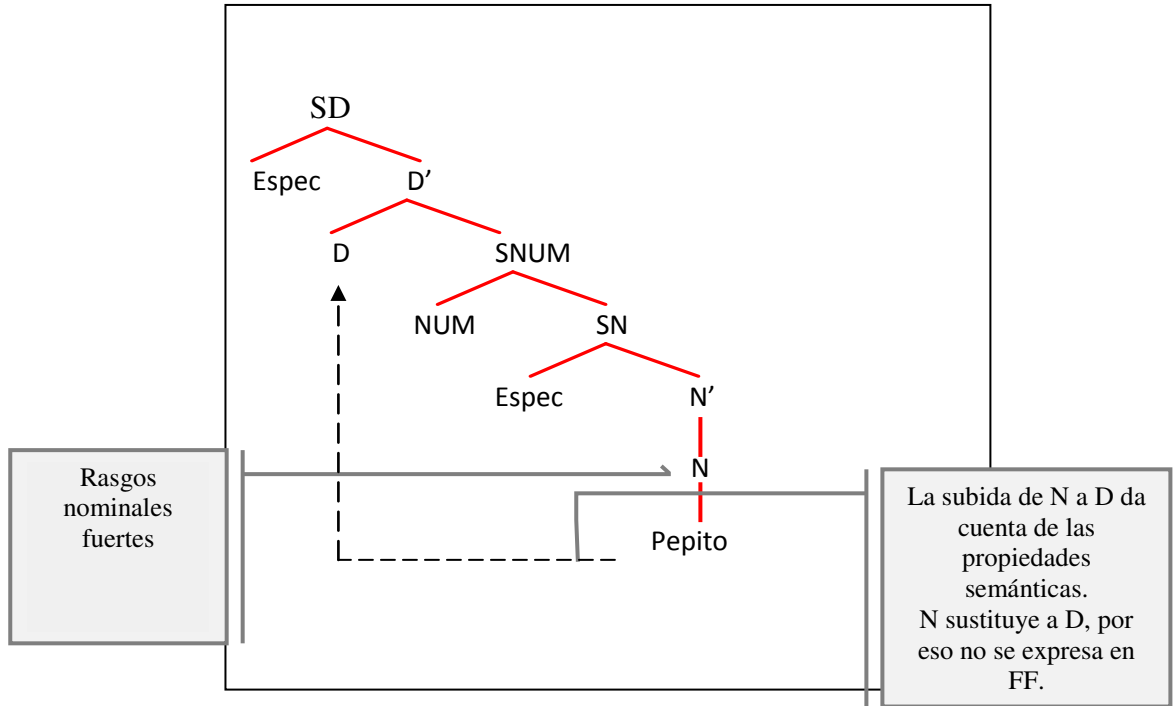 SD
Espec
D’
D
SNUM
NUM
SN
Espec
N’
N
Pepito
Rasgos
nominales
fuertes
La subida de N a D da
cuenta de las
propiedades
semánticas.
N sustituye a D, por
eso no se expresa en
FF.